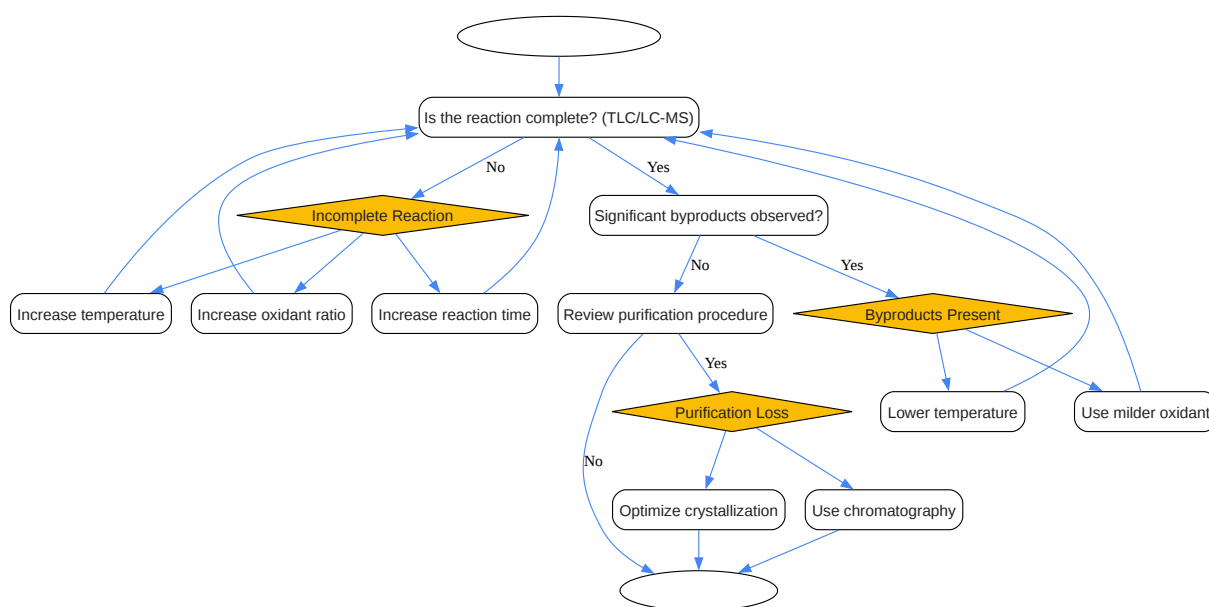 Is the reaction complete? (TLC/LC-MS)
No
Yes
Incomplete Reaction
Significant byproducts observed?
No
Yes
Increase temperature
Increase oxidant ratio
Increase reaction time
Review purification procedure
Byproducts Present
Yes
Purification Loss
Lower temperature
Use milder oxidant
No
Optimize crystallization
Use chromatography